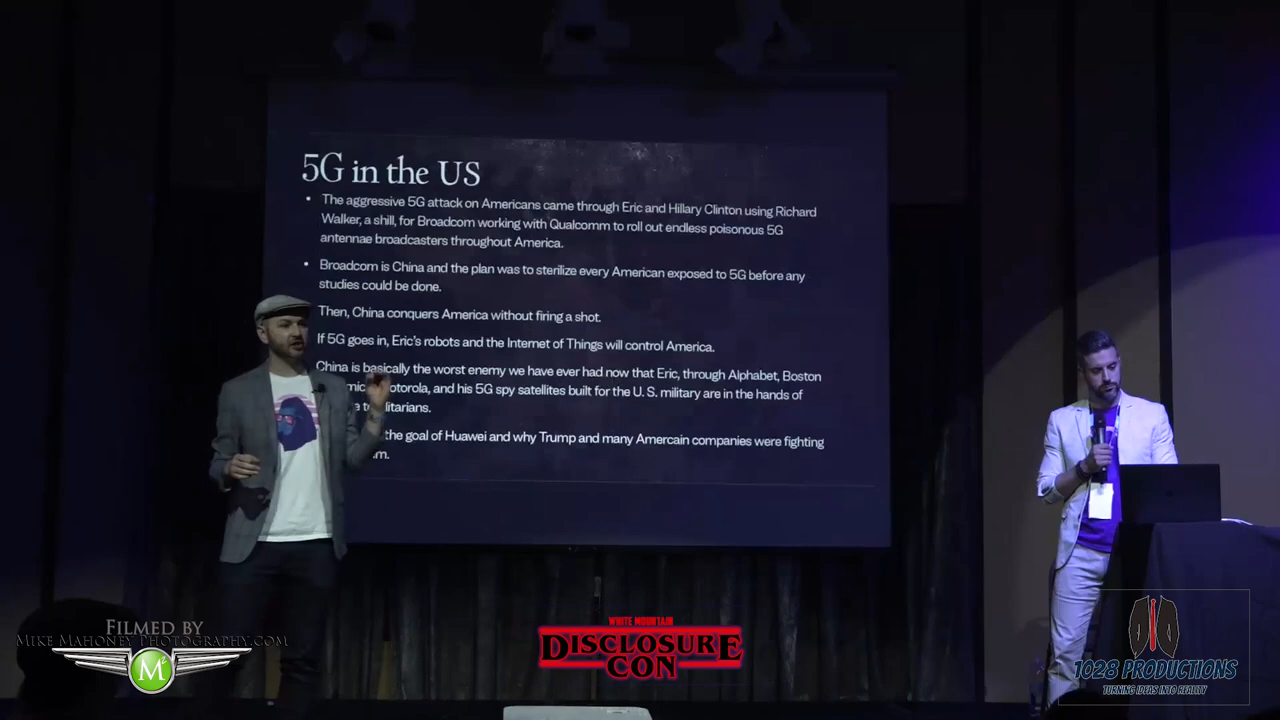 5G in the US
• The aggressive 5G attack on Americans came through Eric and Hillary Clinton using Richard
Walker, a shill, for Broadcom working with Qualcomm to roll out endless poisonous 5G
antennae broadcasters throughout America.
• Broadcom is China and the plan was to sterilize every American exposed to 5G before any
studies could be done.
Then, China conquers America without firing a shot.
If 5G goes in, Eric's robots and the Internet of Things will control America.
China is basically the worst enemy we have ever had now that Eric, through Alphabet, Boston
and his 5G spy satellites built for the U. S. military are in the hands of
the goal of Huawei and why Trump and many Amercain companies were fighting
FILMED BY
MIKE MAHONEY PHOTOGRAPHY.COM
M
WHITE MOUNTAIN
DISCLOSURE
CON
1028 PRODUCTIONS
TURNING IDEAS INTO REALITY